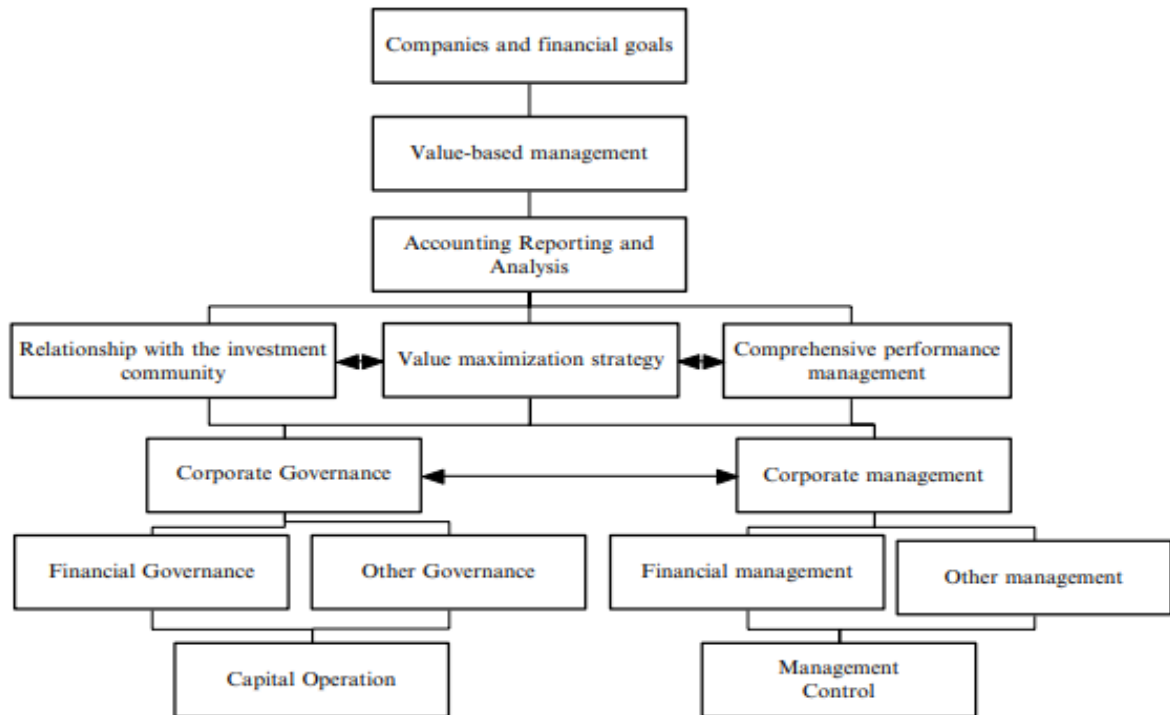 Companies and financial goals
Value-based management
Accounting Reporting and
Analysis
Relationship with the investment
community
Value maximization strategy
Comprehensive performance
management
Corporate Governance
Corporate management
Financial Governance
Other Governance
Financial management
Other management
Capital Operation
Management
Control